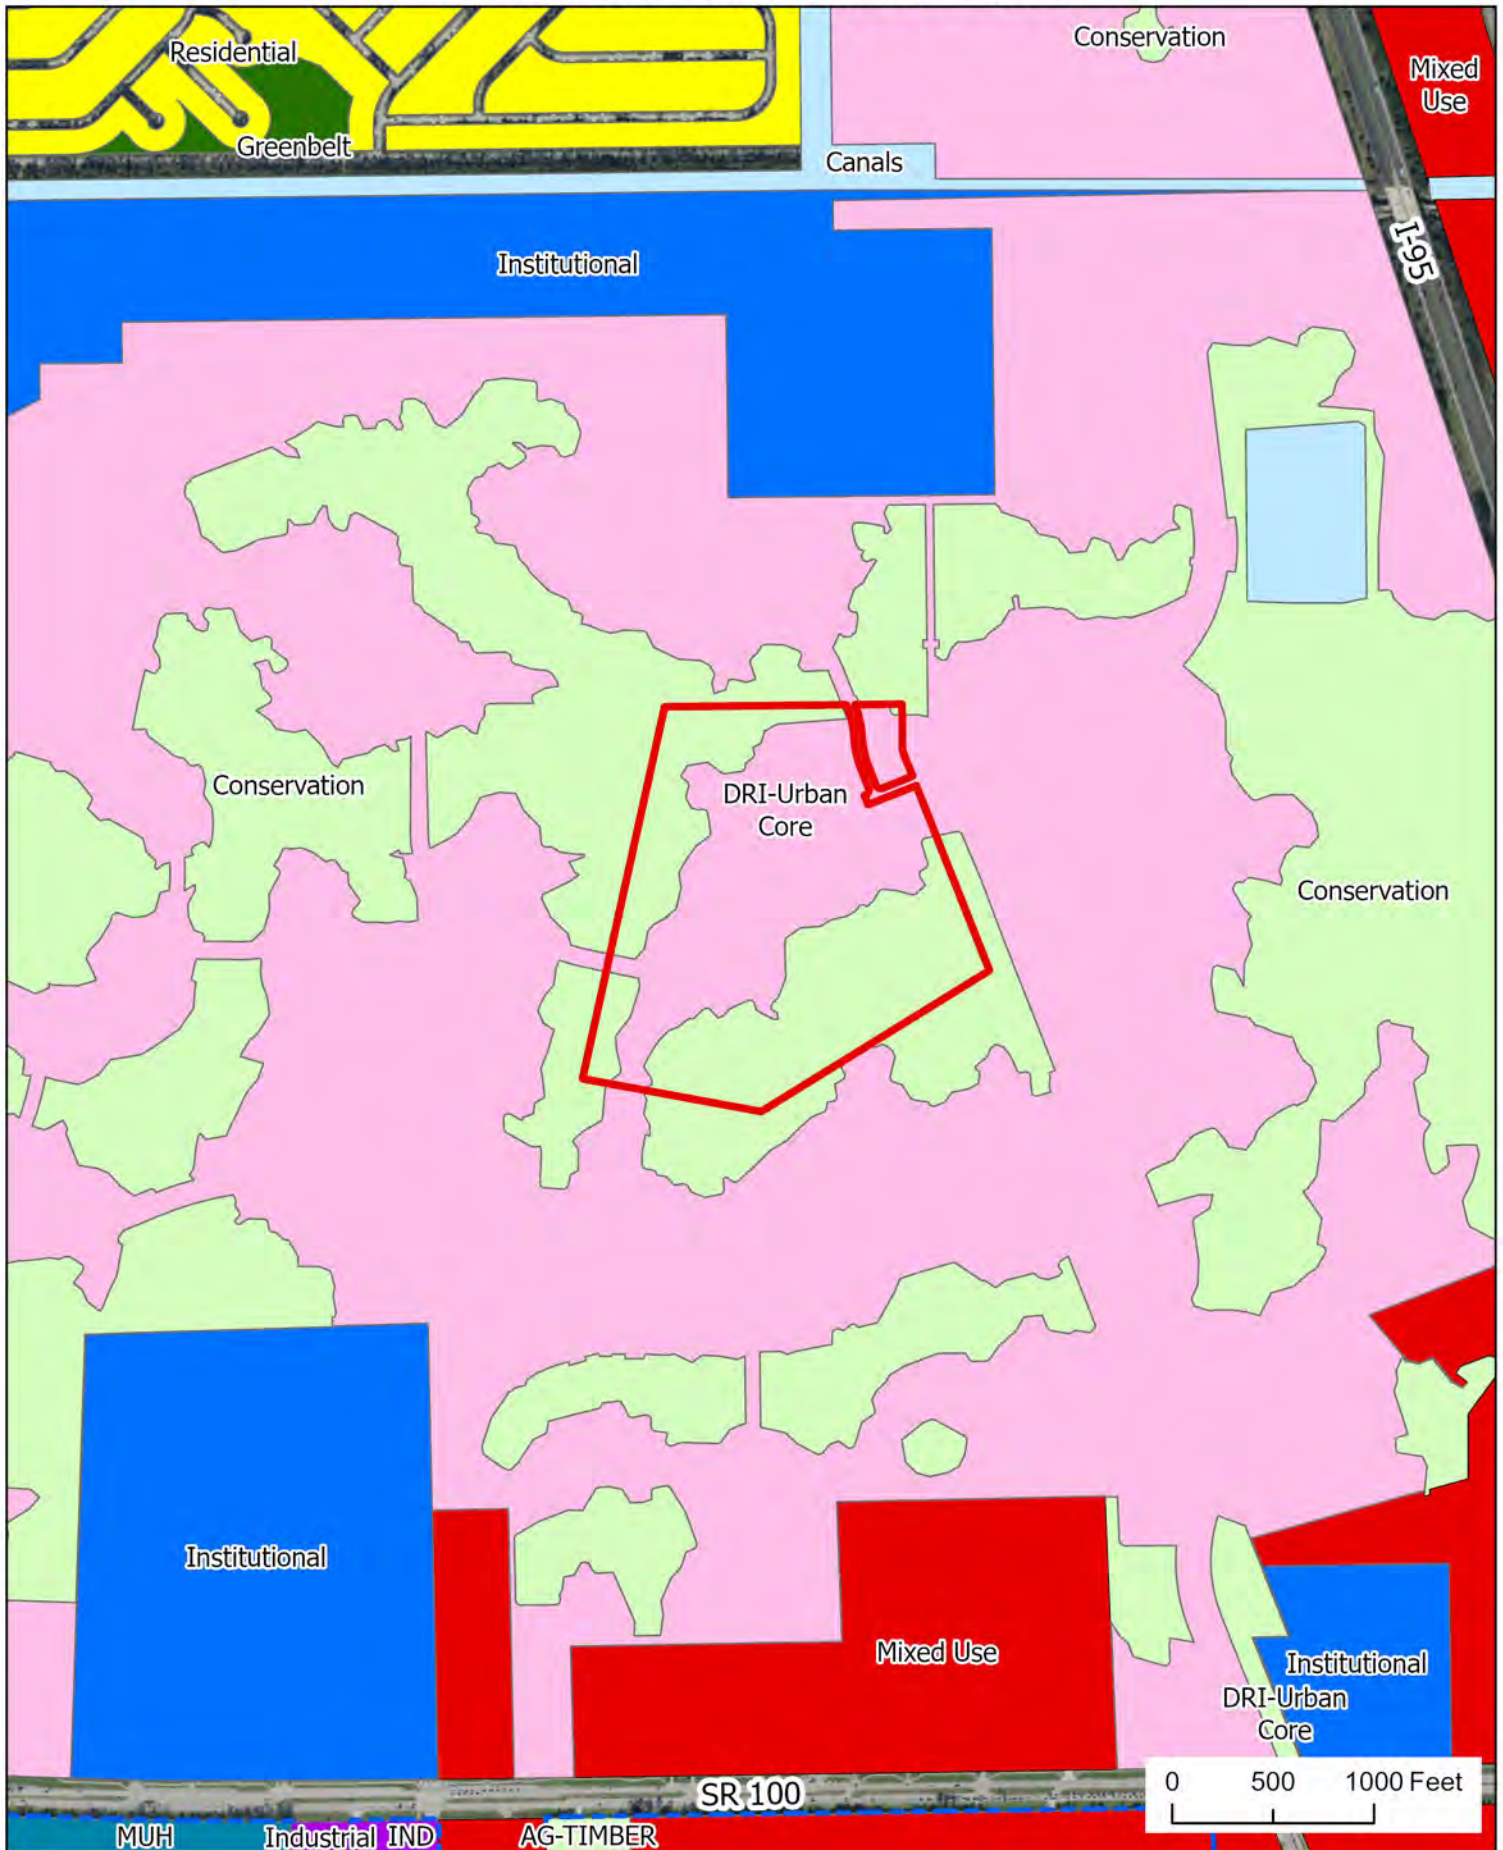 Conservation
Residential
Mixed
Use
Greenbelt
Canals
I-95
Institutional
Conservation
DRI-Urban
Core
Conservation
Institutional
Mixed Use
Institutional
DRI-Urban
Core
0 500 1000 Feet
SR 100
MUH Industrial IND AG-TIMBER